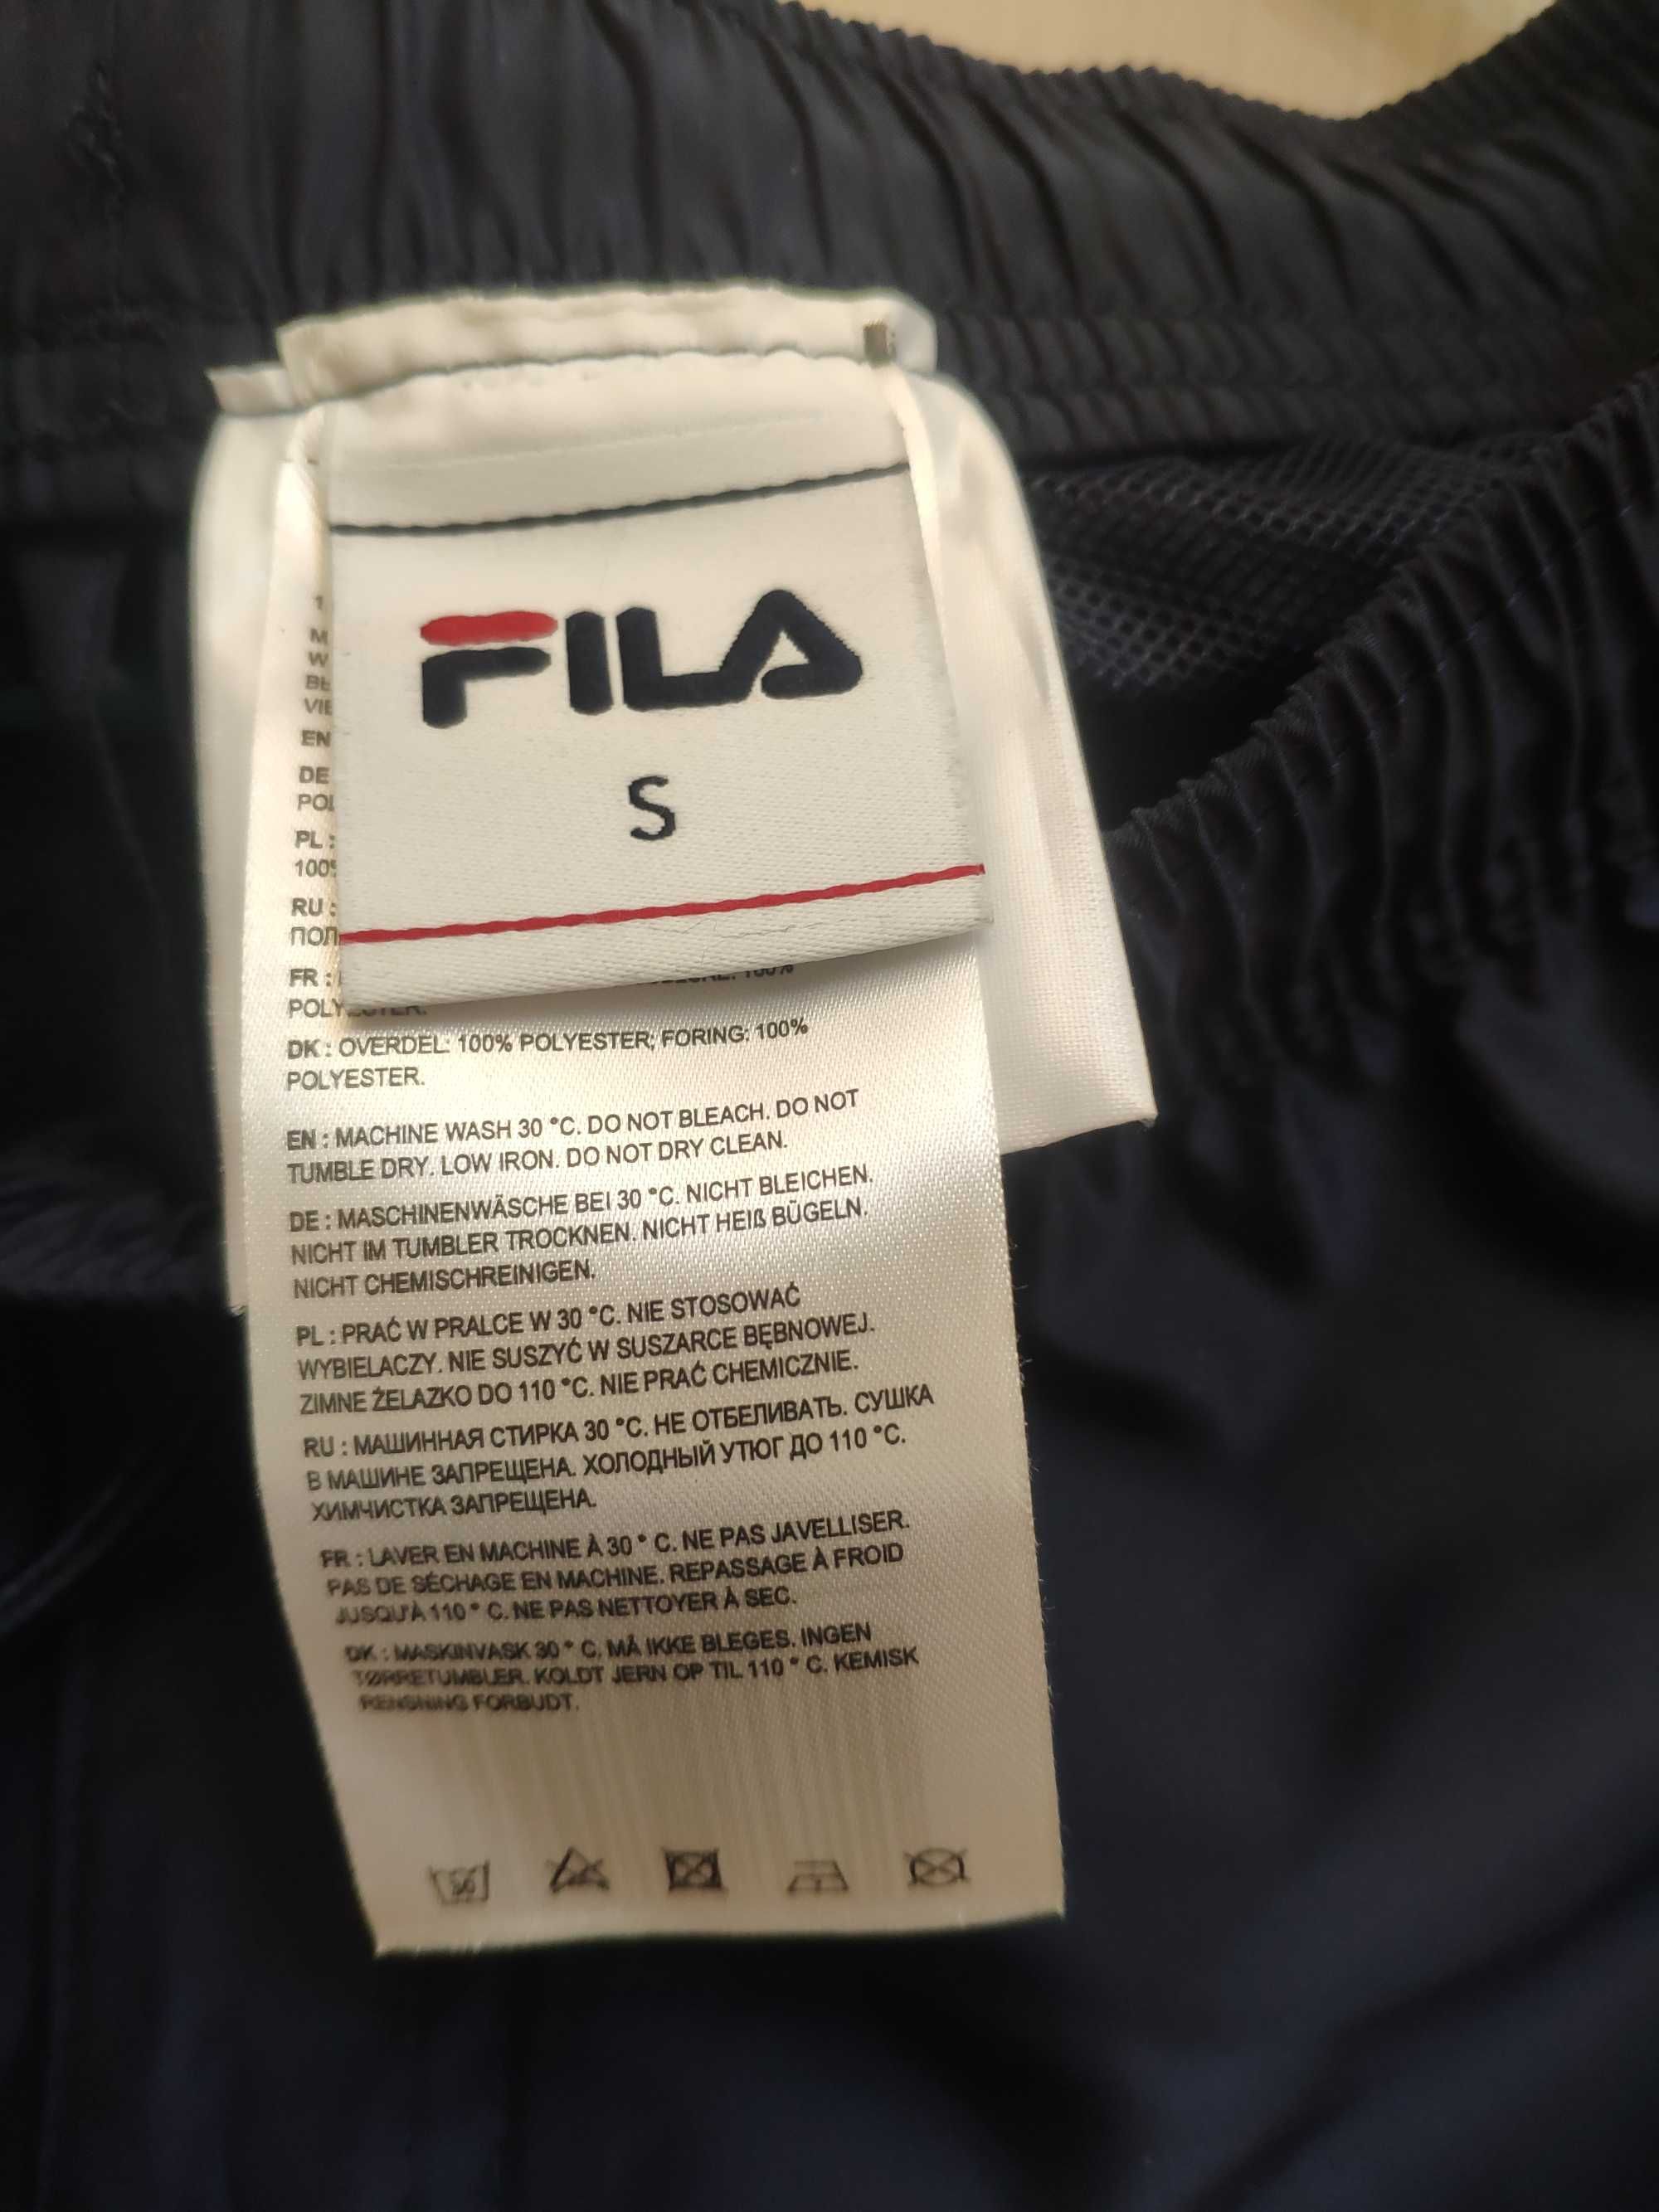 FILA
S
EN
DE
PL :
RU :
FR :
DK : OVERDEL: 100% POLYESTER; FORING: 100%
POLYESTER.
EN : MACHINE WASH 30 °C. DO NOT BLEACH. DO NOT
TUMBLE DRY. LOW IRON. DO NOT DRY CLEAN.
DE : MASCHINENWÄSCHE BEI 30 °C. NICHT BLEICHEN.
NICHT IM TUMBLER TROCKNEN. NICHT HEIß BÜGELN.
NICHT CHEMISCHREINIGEN.
PL : PRAĆ W PRALCE W 30 °C. NIE STOSOWAĆ
WYBIELACZY. NIE SUSZYĆ W SUSZARCE BĘBNOWEJ.
ZIMNE ŻELAZKO DO 110 °C. NIE PRAĆ CHEMICZNIE.
RU : МАШИННАЯ СТИРКА 30 °C. НЕ ОТБЕЛИВАТЬ. СУШКА
В МАШИНЕ ЗАПРЕЩЕНА. ХОЛОДНЫЙ УТЮГ ДО 110 °C.
ХИМЧИСТКА ЗАПРЕЩЕНА.
FR : LAVER EN MACHINE À 30 ° C. NE PAS JAVELLISER.
PAS DE SÉCHAGE EN MACHINE. REPASSAGE À FROID
JUSQU'À 110 ° C. NE PAS NETTOYER À SEC.
DK : MASKINVASK 30 ° C. MÅ IKKE BLEGES. INGEN
TØRRETUMBLER. KOLDT JERN OP TIL 110 ° C. KEMISK
RENSNING FORBUDT.